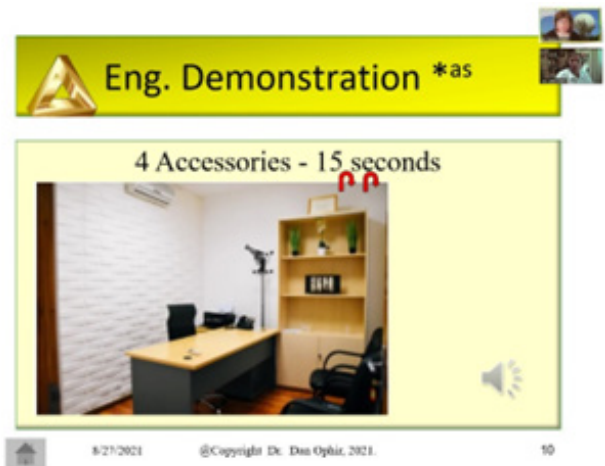 Eng. Demonstration *as
4 Accessories - 15 seconds
8/27/2021 @Copyright Dr. Dan Ophir, 2021. 10